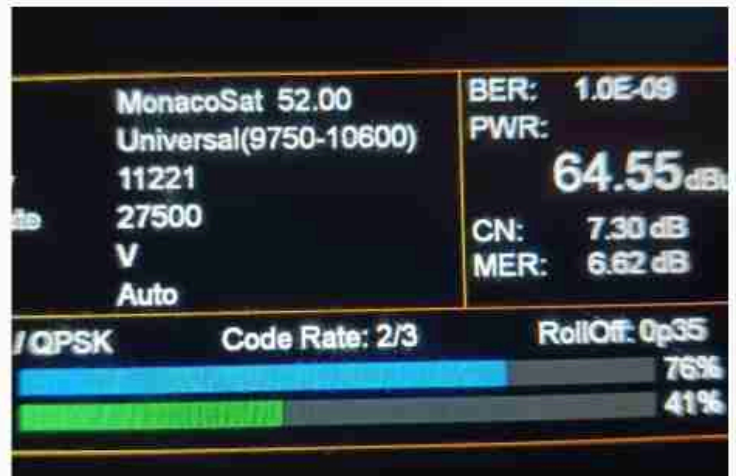 MonacoSat 52.00
Universal(9750-10600)
11221
27500
V
Auto
BER: 1.0E-09
PWR:
64.55
CN: 7.30 dB
MER: 6.62 dB
/ QPSK Code Rate: 2/3 RollOff: 0p35
76%
41%